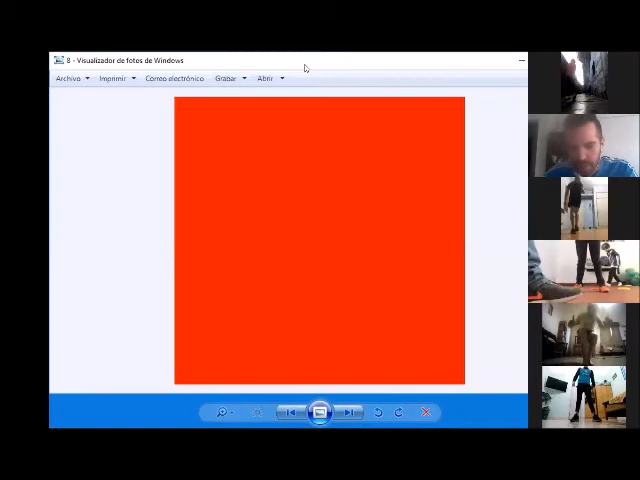 8 - Visualizador de fotos de Windows
Archivo Imprimir Correo electrónico Grabar Abrir